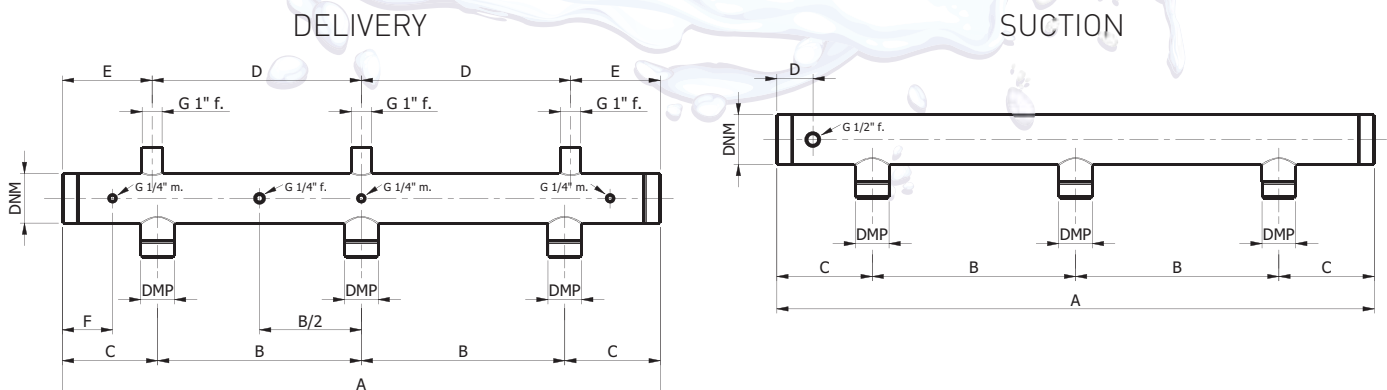 DELIVERY
E D D E
G 1" f. G 1" f. G 1" f.
DNM
G 1/4" m. G 1/4" f. G 1/4" m. G 1/4" m.
DMP DMP DMP
F B/2
C B B C
A
SUCTION
D
DNM
G 1/2" f.
DMP DMP DMP
C B B C
A